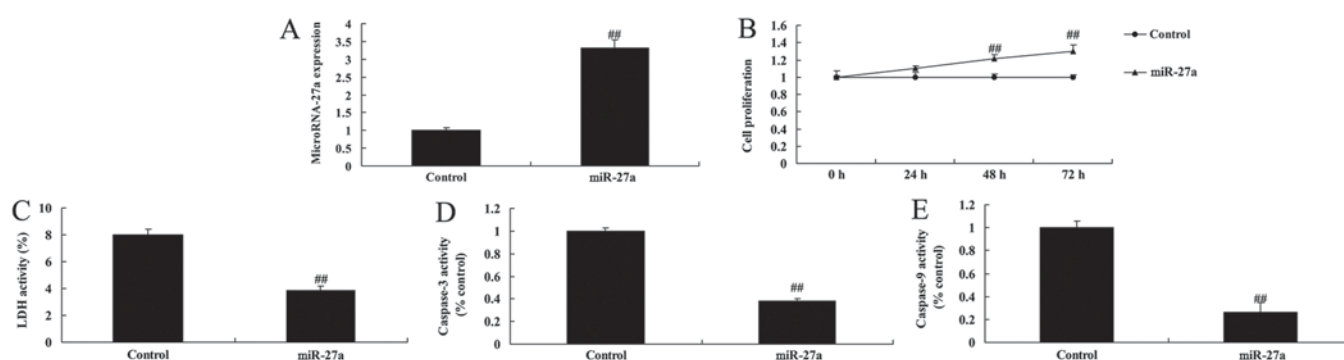 A
MicroRNA-27a expression
4
3.5
3
2.5
2
1.5
1
0.5
0
##
Control
miR-27a
B
Cell proliferation
1.6
1.4
1.2
1
0.8
0.6
0.4
0.2
0
##
##
0 h
24 h
48 h
72 h
Control
miR-27a
C
LDH activity (%)
10
8
6
4
2
0
##
Control
miR-27a
D
Caspase-3 activity
(% control)
1.2
1
0.8
0.6
0.4
0.2
0
##
Control
miR-27a
E
Caspase-9 activity
(% control)
1.2
1
0.8
0.6
0.4
0.2
0
##
Control
miR-27a